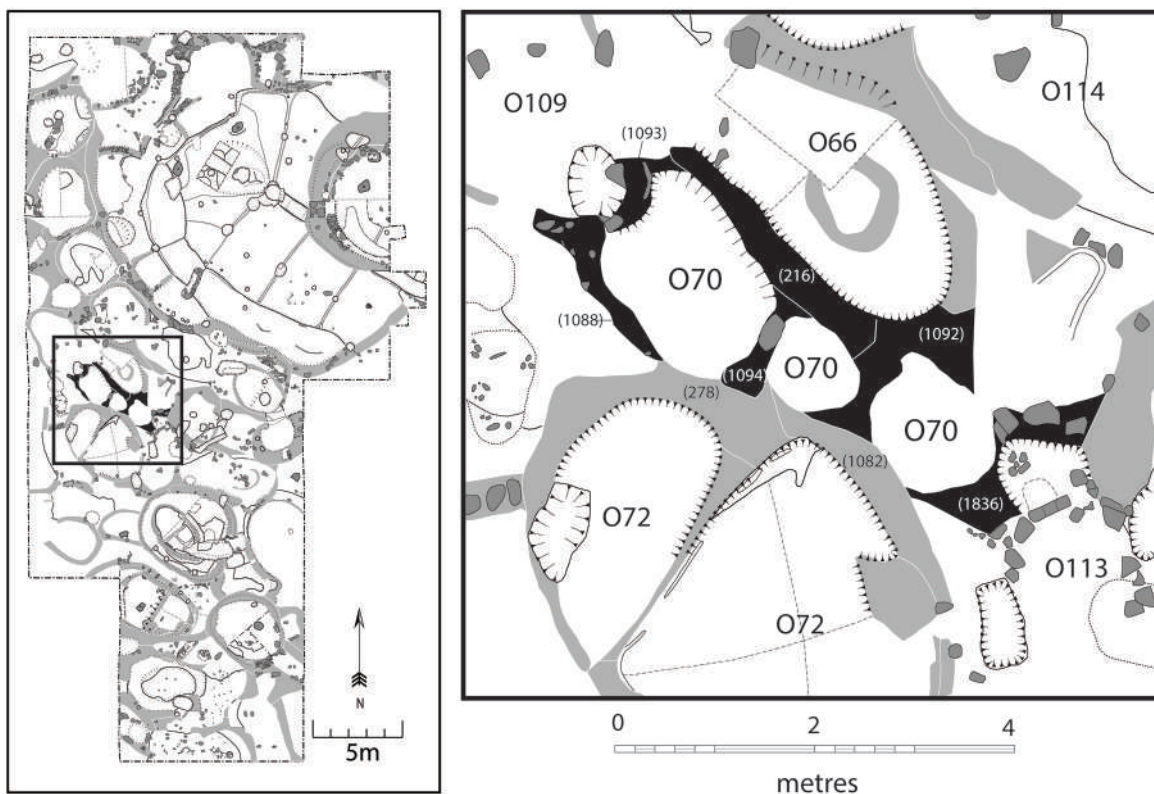 N
5m
O109
(1093)
O66
O114
O70
(216)
(1088)
(1092)
(1094)
O70
(278)
O70
(1082)
O72
(1836)
O113
O72
0 2 4
metres